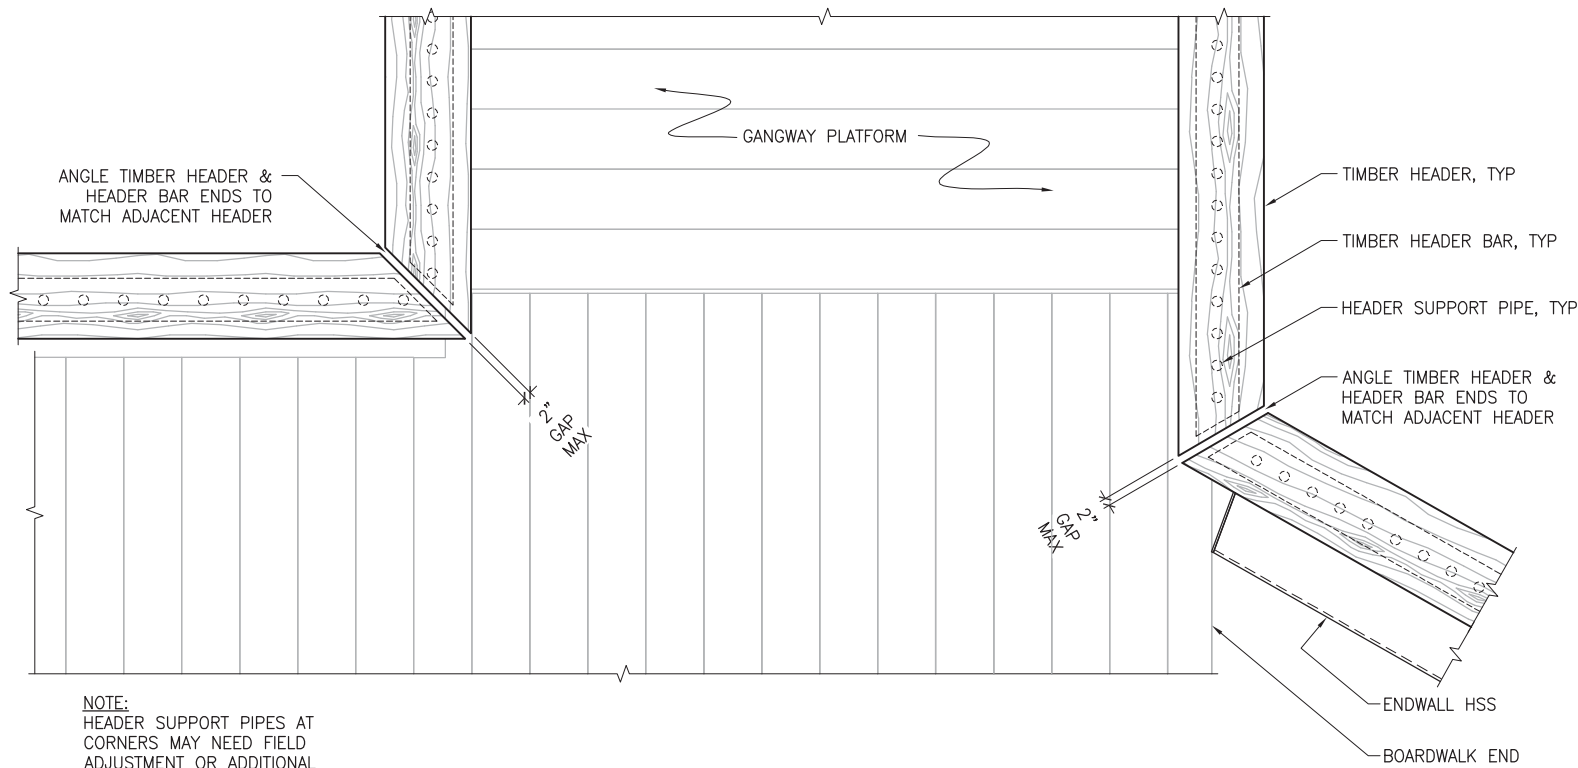 GANGWAY PLATFORM
ANGLE TIMBER HEADER &
HEADER BAR ENDS TO
MATCH ADJACENT HEADER
TIMBER HEADER, TYP
TIMBER HEADER BAR, TYP
HEADER SUPPORT PIPE, TYP
ANGLE TIMBER HEADER &
HEADER BAR ENDS TO
MATCH ADJACENT HEADER
2"
GAP
MAX
2"
GAP
MAX
ENDWALL HSS
BOARDWALK END
NOTE:
HEADER SUPPORT PIPES AT
CORNERS MAY NEED FIELD
ADJUSTMENT OR ADDITIONAL